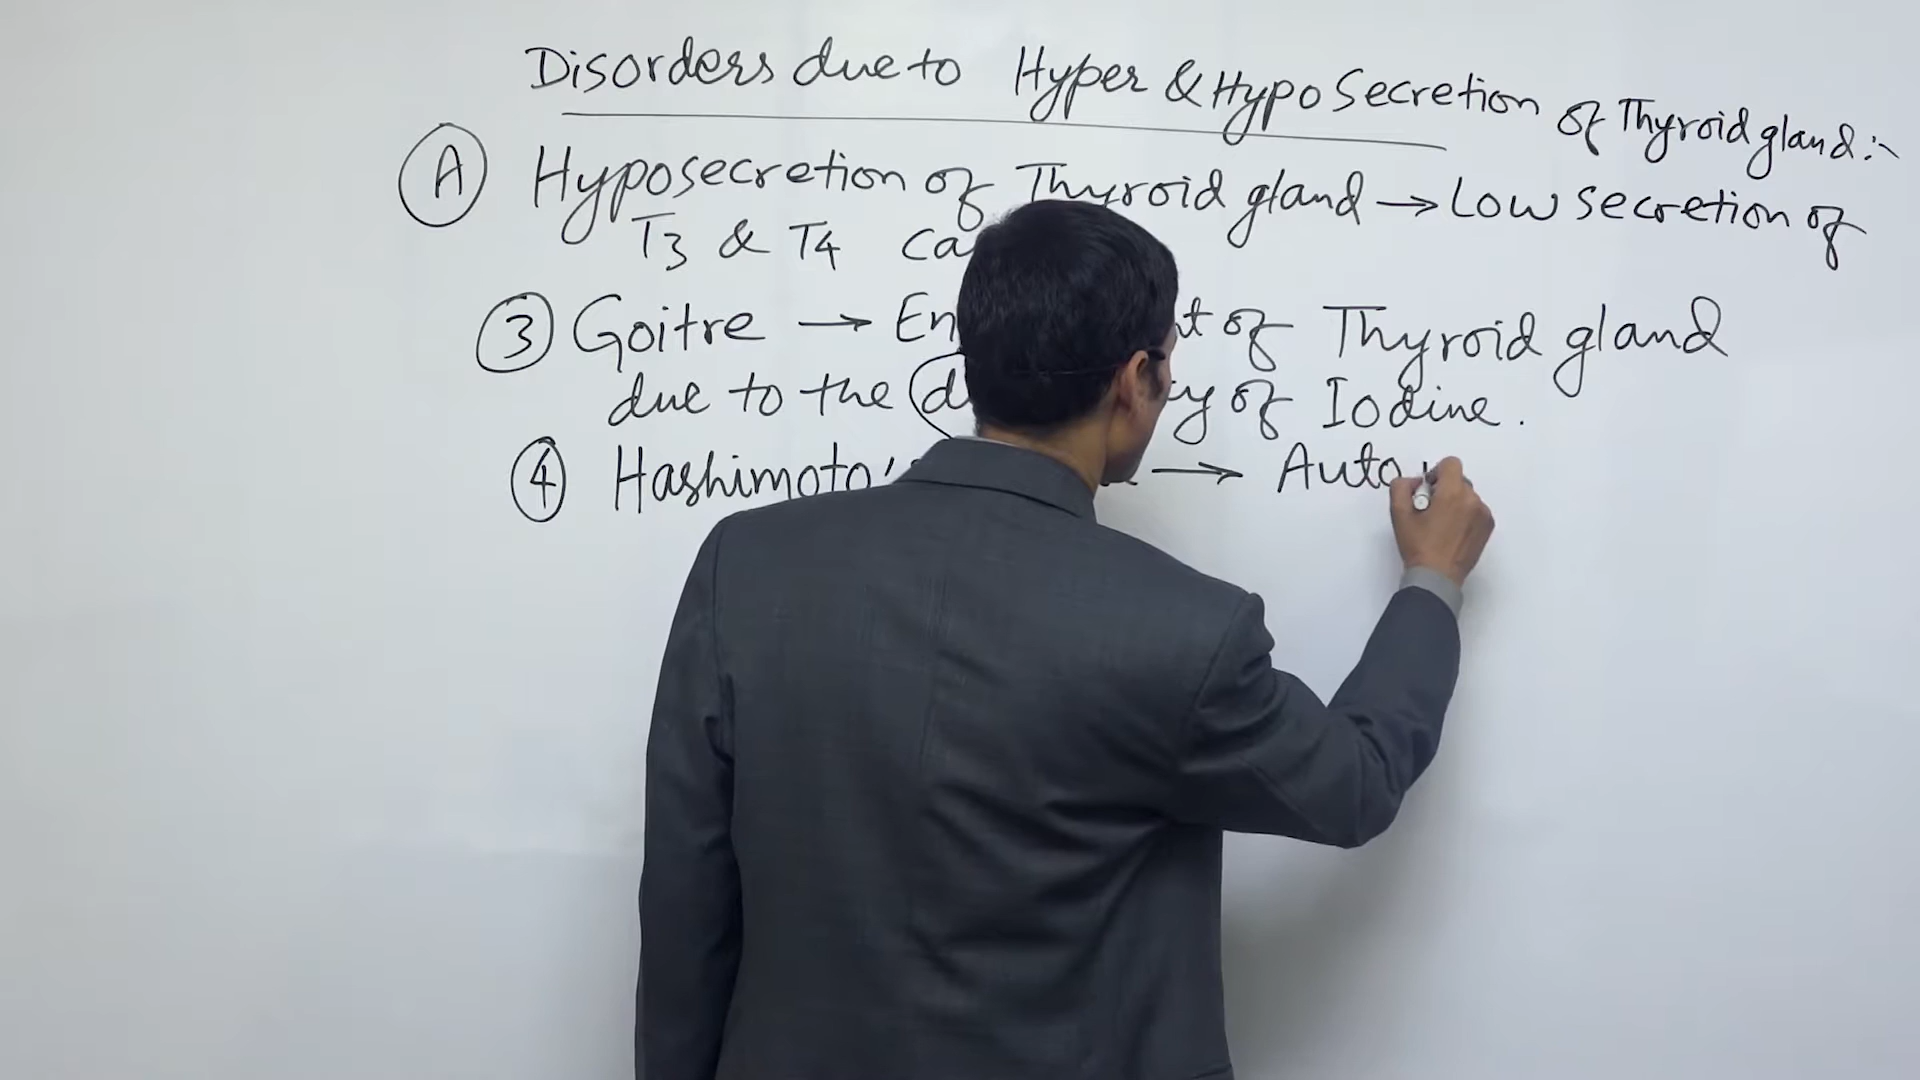 Disorders due to Hyper & Hypo Secretion of Thyroid gland :-
A Hyposecretion of Thyroid gland → Low secretion of
T3 & T4
3 Goitre → of Thyroid gland
due to the of Iodine.
4 Hashimoto's → Auto